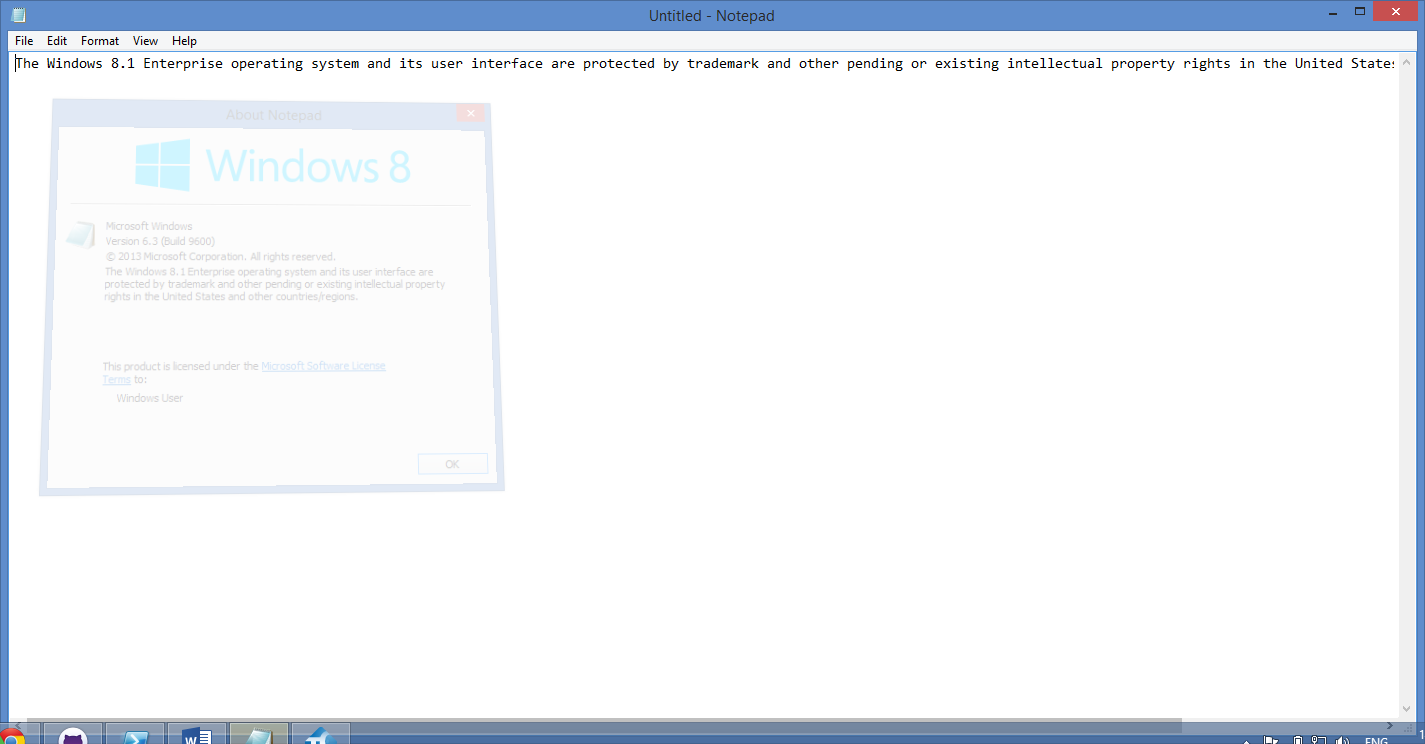 Untitled - Notepad
File Edit Format View Help
The Windows 8.1 Enterprise operating system and its user interface are protected by trademark and other pending or existing intellectual property rights in the United States
About Notepad
Windows 8
Microsoft Windows
Version 6.3 (Build 9600)
© 2013 Microsoft Corporation. All rights reserved.
The Windows 8.1 Enterprise operating system and its user interface are
protected by trademark and other pending or existing intellectual property
rights in the United States and other countries/regions.
This product is licensed under the Microsoft Software License
Terms to:
Windows User
OK
ENG